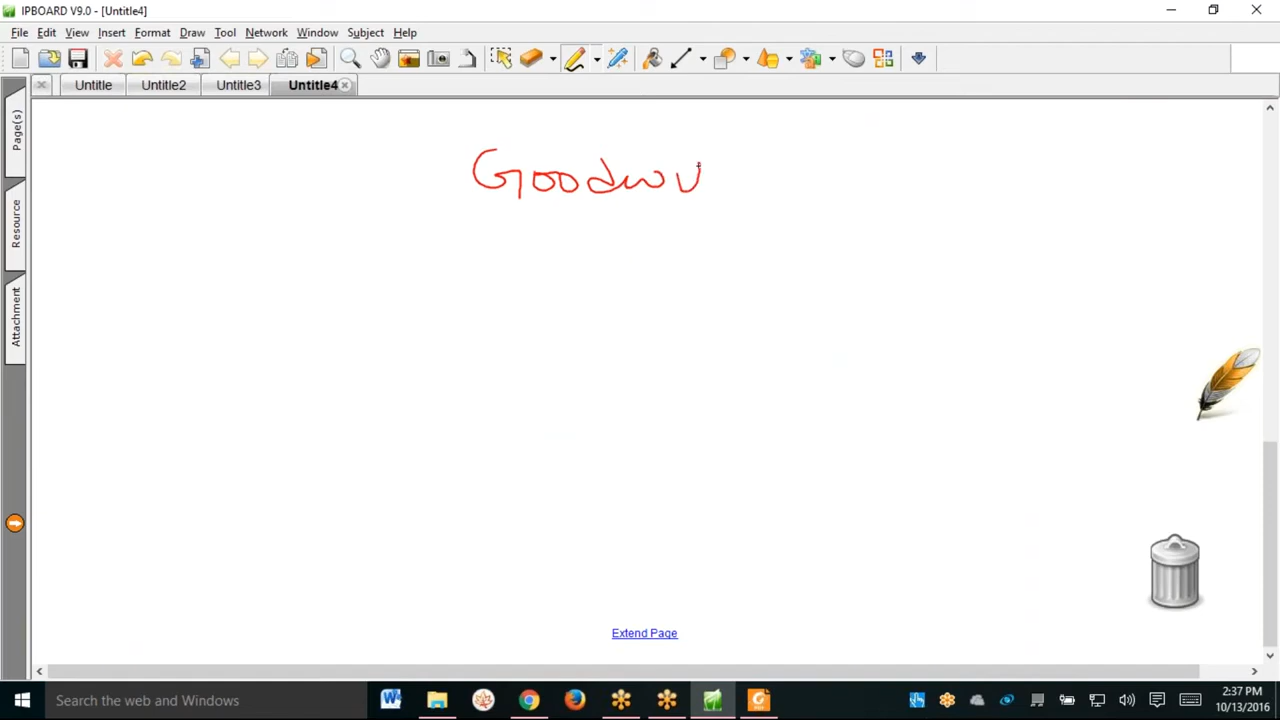 IPBOARD V9.0 - [Untitle4]
File Edit View Insert Format Draw Tool Network Window Subject Help
Untitle Untitle2 Untitle3 Untitle4
Page(s)
Resource
Attachment
Extend Page
Search the web and Windows
2:37 PM
10/13/2016